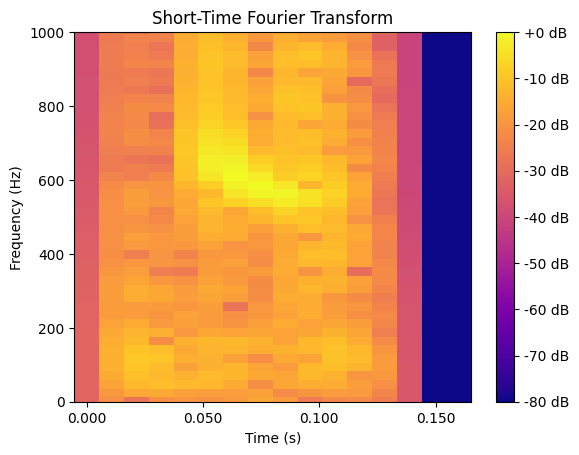 Short-Time Fourier Transform
1000
800
600
400
200
0
Frequency (Hz)
0.000
0.050
0.100
0.150
Time (s)
+0 dB
-10 dB
-20 dB
-30 dB
-40 dB
-50 dB
-60 dB
-70 dB
-80 dB